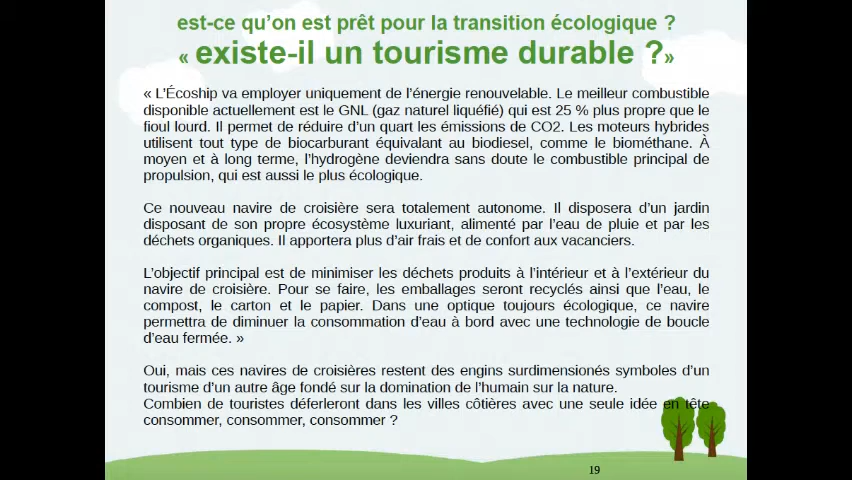 est-ce qu’on est prêt pour la transition écologique ?
« existe-il un tourisme durable ?»
« L’Écoship va employer uniquement de l’énergie renouvelable. Le meilleur combustible
disponible actuellement est le GNL (gaz naturel liquéfié) qui est 25 % plus propre que le
fioul lourd. Il permet de réduire d’un quart les émissions de CO2. Les moteurs hybrides
utilisent tout type de biocarburant équivalant au biodiesel, comme le biométhane. À
moyen et à long terme, l’hydrogène deviendra sans doute le combustible principal de
propulsion, qui est aussi le plus écologique.
Ce nouveau navire de croisière sera totalement autonome. Il disposera d’un jardin
disposant de son propre écosystème luxuriant, alimenté par l’eau de pluie et par les
déchets organiques. Il apportera plus d’air frais et de confort aux vacanciers.
L’objectif principal est de minimiser les déchets produits à l’intérieur et à l’extérieur du
navire de croisière. Pour se faire, les emballages seront recyclés ainsi que l’eau, le
compost, le carton et le papier. Dans une optique toujours écologique, ce navire
permettra de diminuer la consommation d’eau à bord avec une technologie de boucle
d’eau fermée. »
Oui, mais ces navires de croisières restent des engins surdimensionés symboles d’un
tourisme d’un autre âge fondé sur la domination de l’humain sur la nature.
Combien de touristes déferleront dans les villes côtières avec une seule idée en tête
consommer, consommer, consommer ?
19